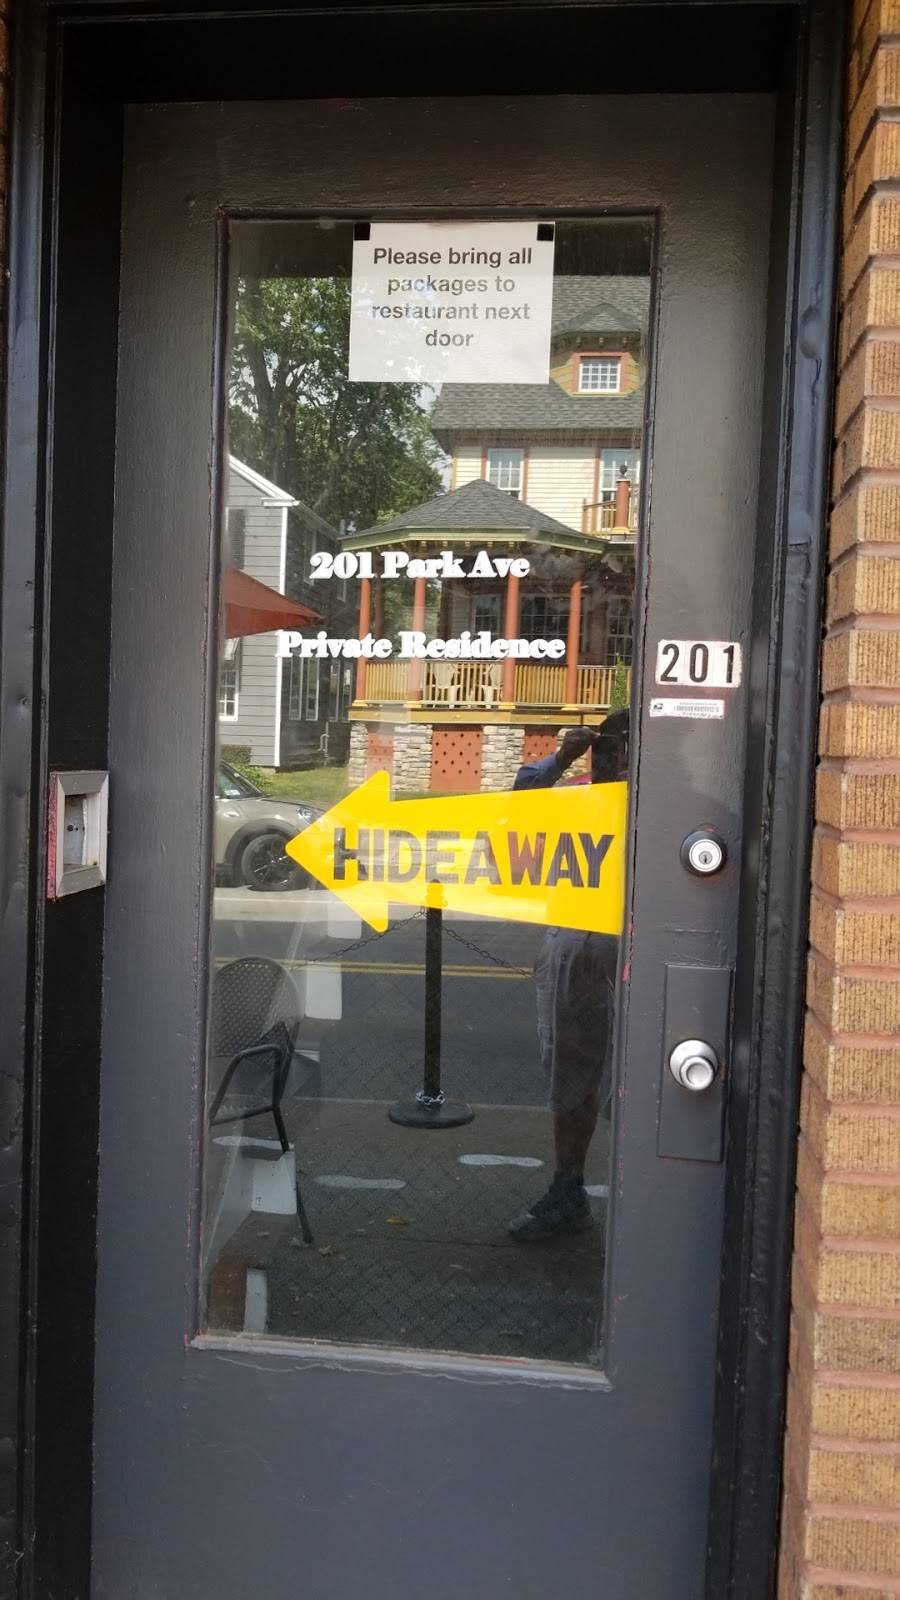 Please bring all
packages to
restaurant next
door
201 Park Ave
Private Residence
201
HIDEAWAY